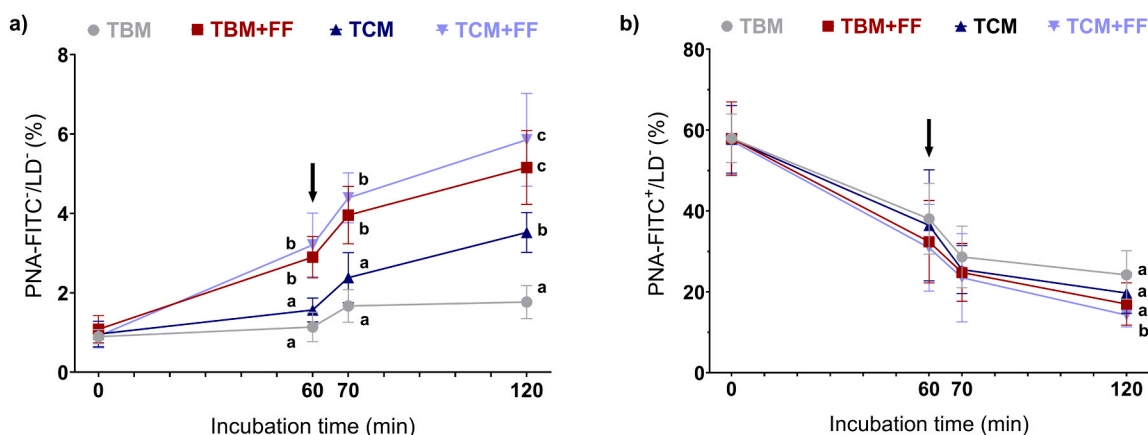 a)
TBM TBM+FF TCM TCM+FF
PNA-FITC⁻/LD⁻ (%)
8
6
4
2
0
b
b
a
a
b
b
a
a
c
c
b
a
0 60 70 120
Incubation time (min)
b)
TBM TBM+FF TCM TCM+FF
PNA-FITC⁺/LD⁻ (%)
80
60
40
20
0
a
a
a
b
0 60 70 120
Incubation time (min)